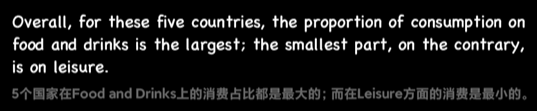 Overall, for these five countries, the proportion of consumption on
food and drinks is the largest; the smallest part, on the contrary,
is on leisure.
5个国家在Food and Drinks上的消费占比都是最大的；而在Leisure方面的消费是最小的。